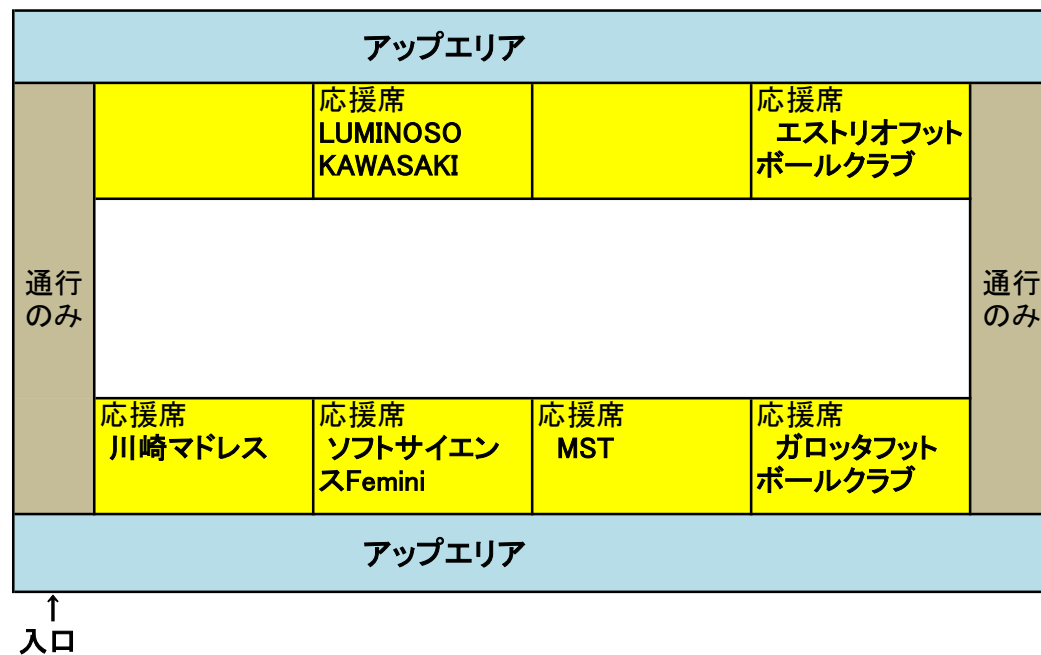 アップエリア
応援席
LUMINOSO
KAWASAKI
応援席
エストリオフット
ボールクラブ
通行
のみ
通行
のみ
応援席
川崎マドレス
応援席
ソフトサイエン
スFemini
応援席
MST
応援席
ガロッタフット
ボールクラブ
アップエリア
↑
入口